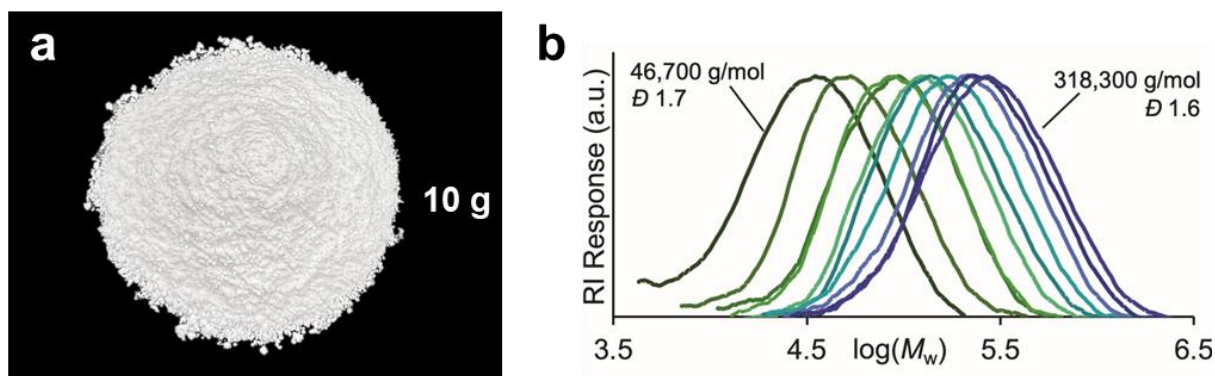 a
10 g
b
46,700 g/mol
Đ 1.7
318,300 g/mol
Đ 1.6
RI Response (a.u.)
3.5
4.5
log(Mw)
5.5
6.5